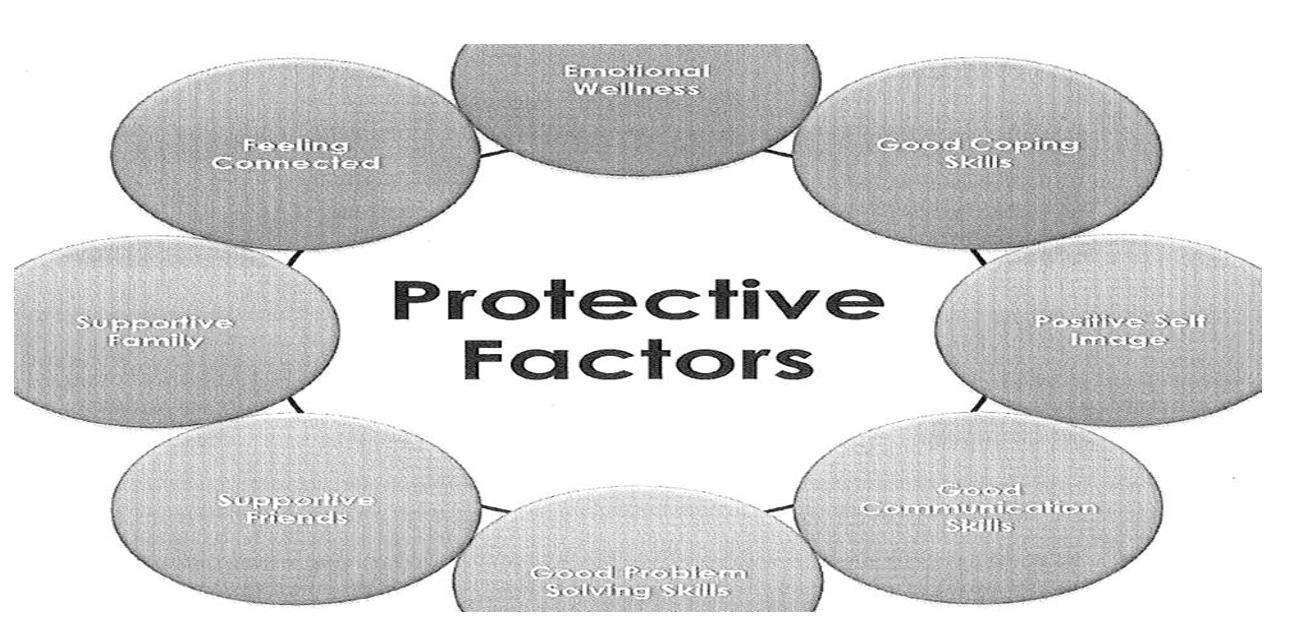 Emotional
Wellness
Good Coping
Skills
Positive Self
Image
Good
Communication
Skills
Good Problem
Solving Skills
Supportive
Friends
Supportive
Family
Feeling
Connected
Protective
Factors